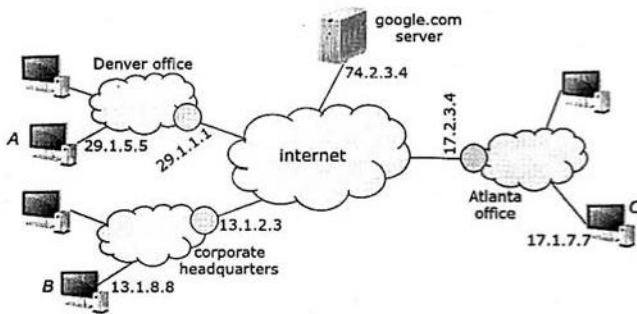 google.com
server
74.2.3.4
Denver office
A
29.1.5.5
29.1.1.1
internet
17.2.3.4
Atlanta
office
C
17.1.7.7
13.1.2.3
corporate
headquarters
B
13.1.8.8